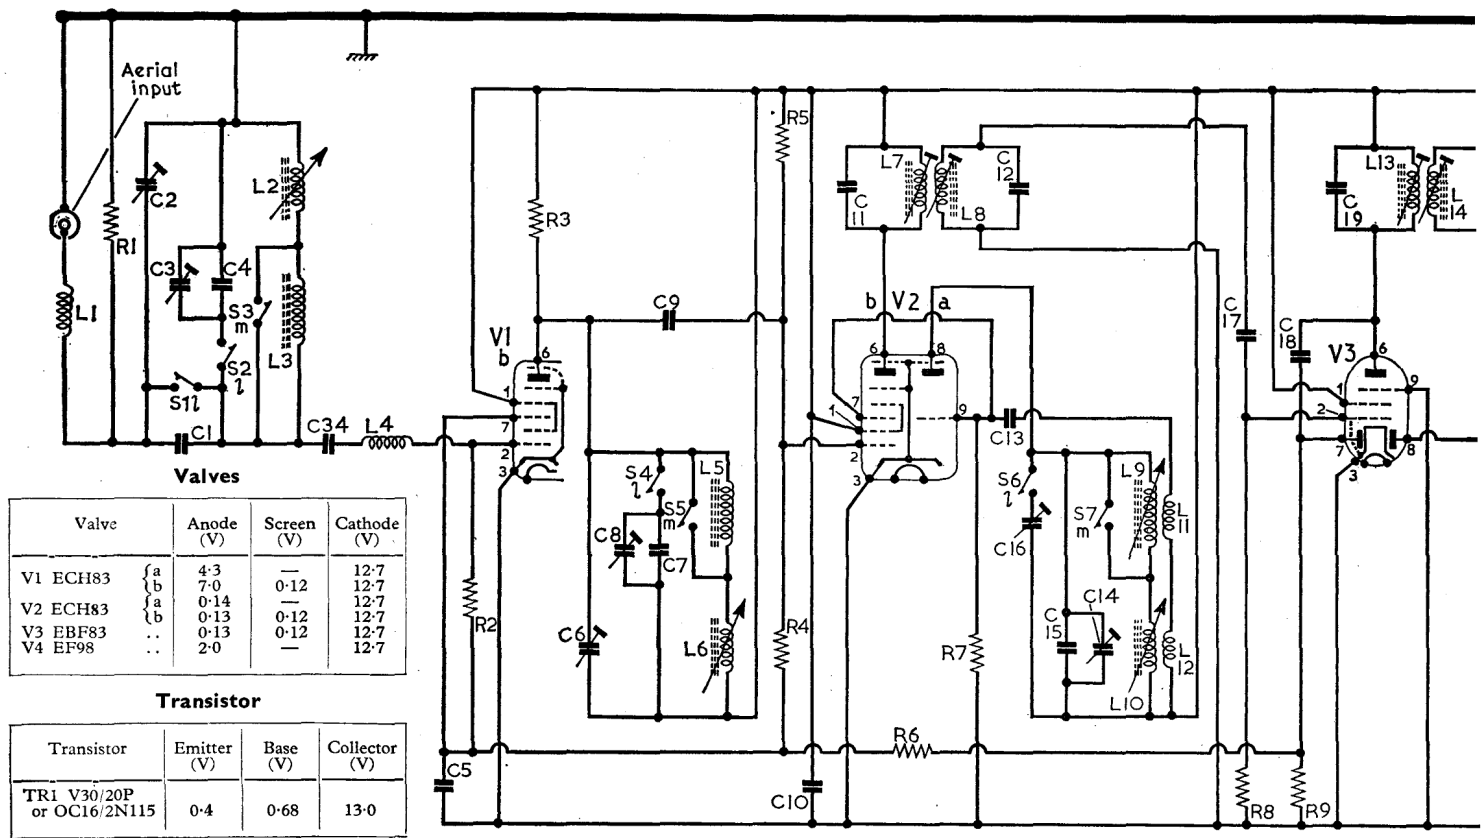 Aerial
input
R5
L7
C
12
L13
C2
L2
C
11
L8
C
19
L
14
R1
R3
C3
C4
L1
S3
m
L3
C9
b V2 a
C
17
C
18
S2
l
V1
b
6
6
8
V3
6
S1l
1
7
1
9
1
2
9
C1
C34
L4
7
2
3
2
3
C13
7
8
3
Valves
S4
l
L5
S6
l
L9
L
11
Valve Anode (V) Screen (V) Cathode (V)
V1 ECH83 {a 4·3 — 12·7
{b 7·0 0·12 12·7
V2 ECH83 {a 0·14 — 12·7
{b 0·13 0·12 12·7
V3 EBF83 .. 0·13 0·12 12·7
V4 EF98 .. 2·0 — 12·7
S5
m
S7
m
C8
C7
C16
R2
C14
C6
L6
R4
C
15
R7
L
12
L10
Transistor
Transistor Emitter (V) Base (V) Collector (V)
TR1 V30/20P
or OC16/2N115 0·4 0·68 13·0
R6
C5
C10
R8
R9